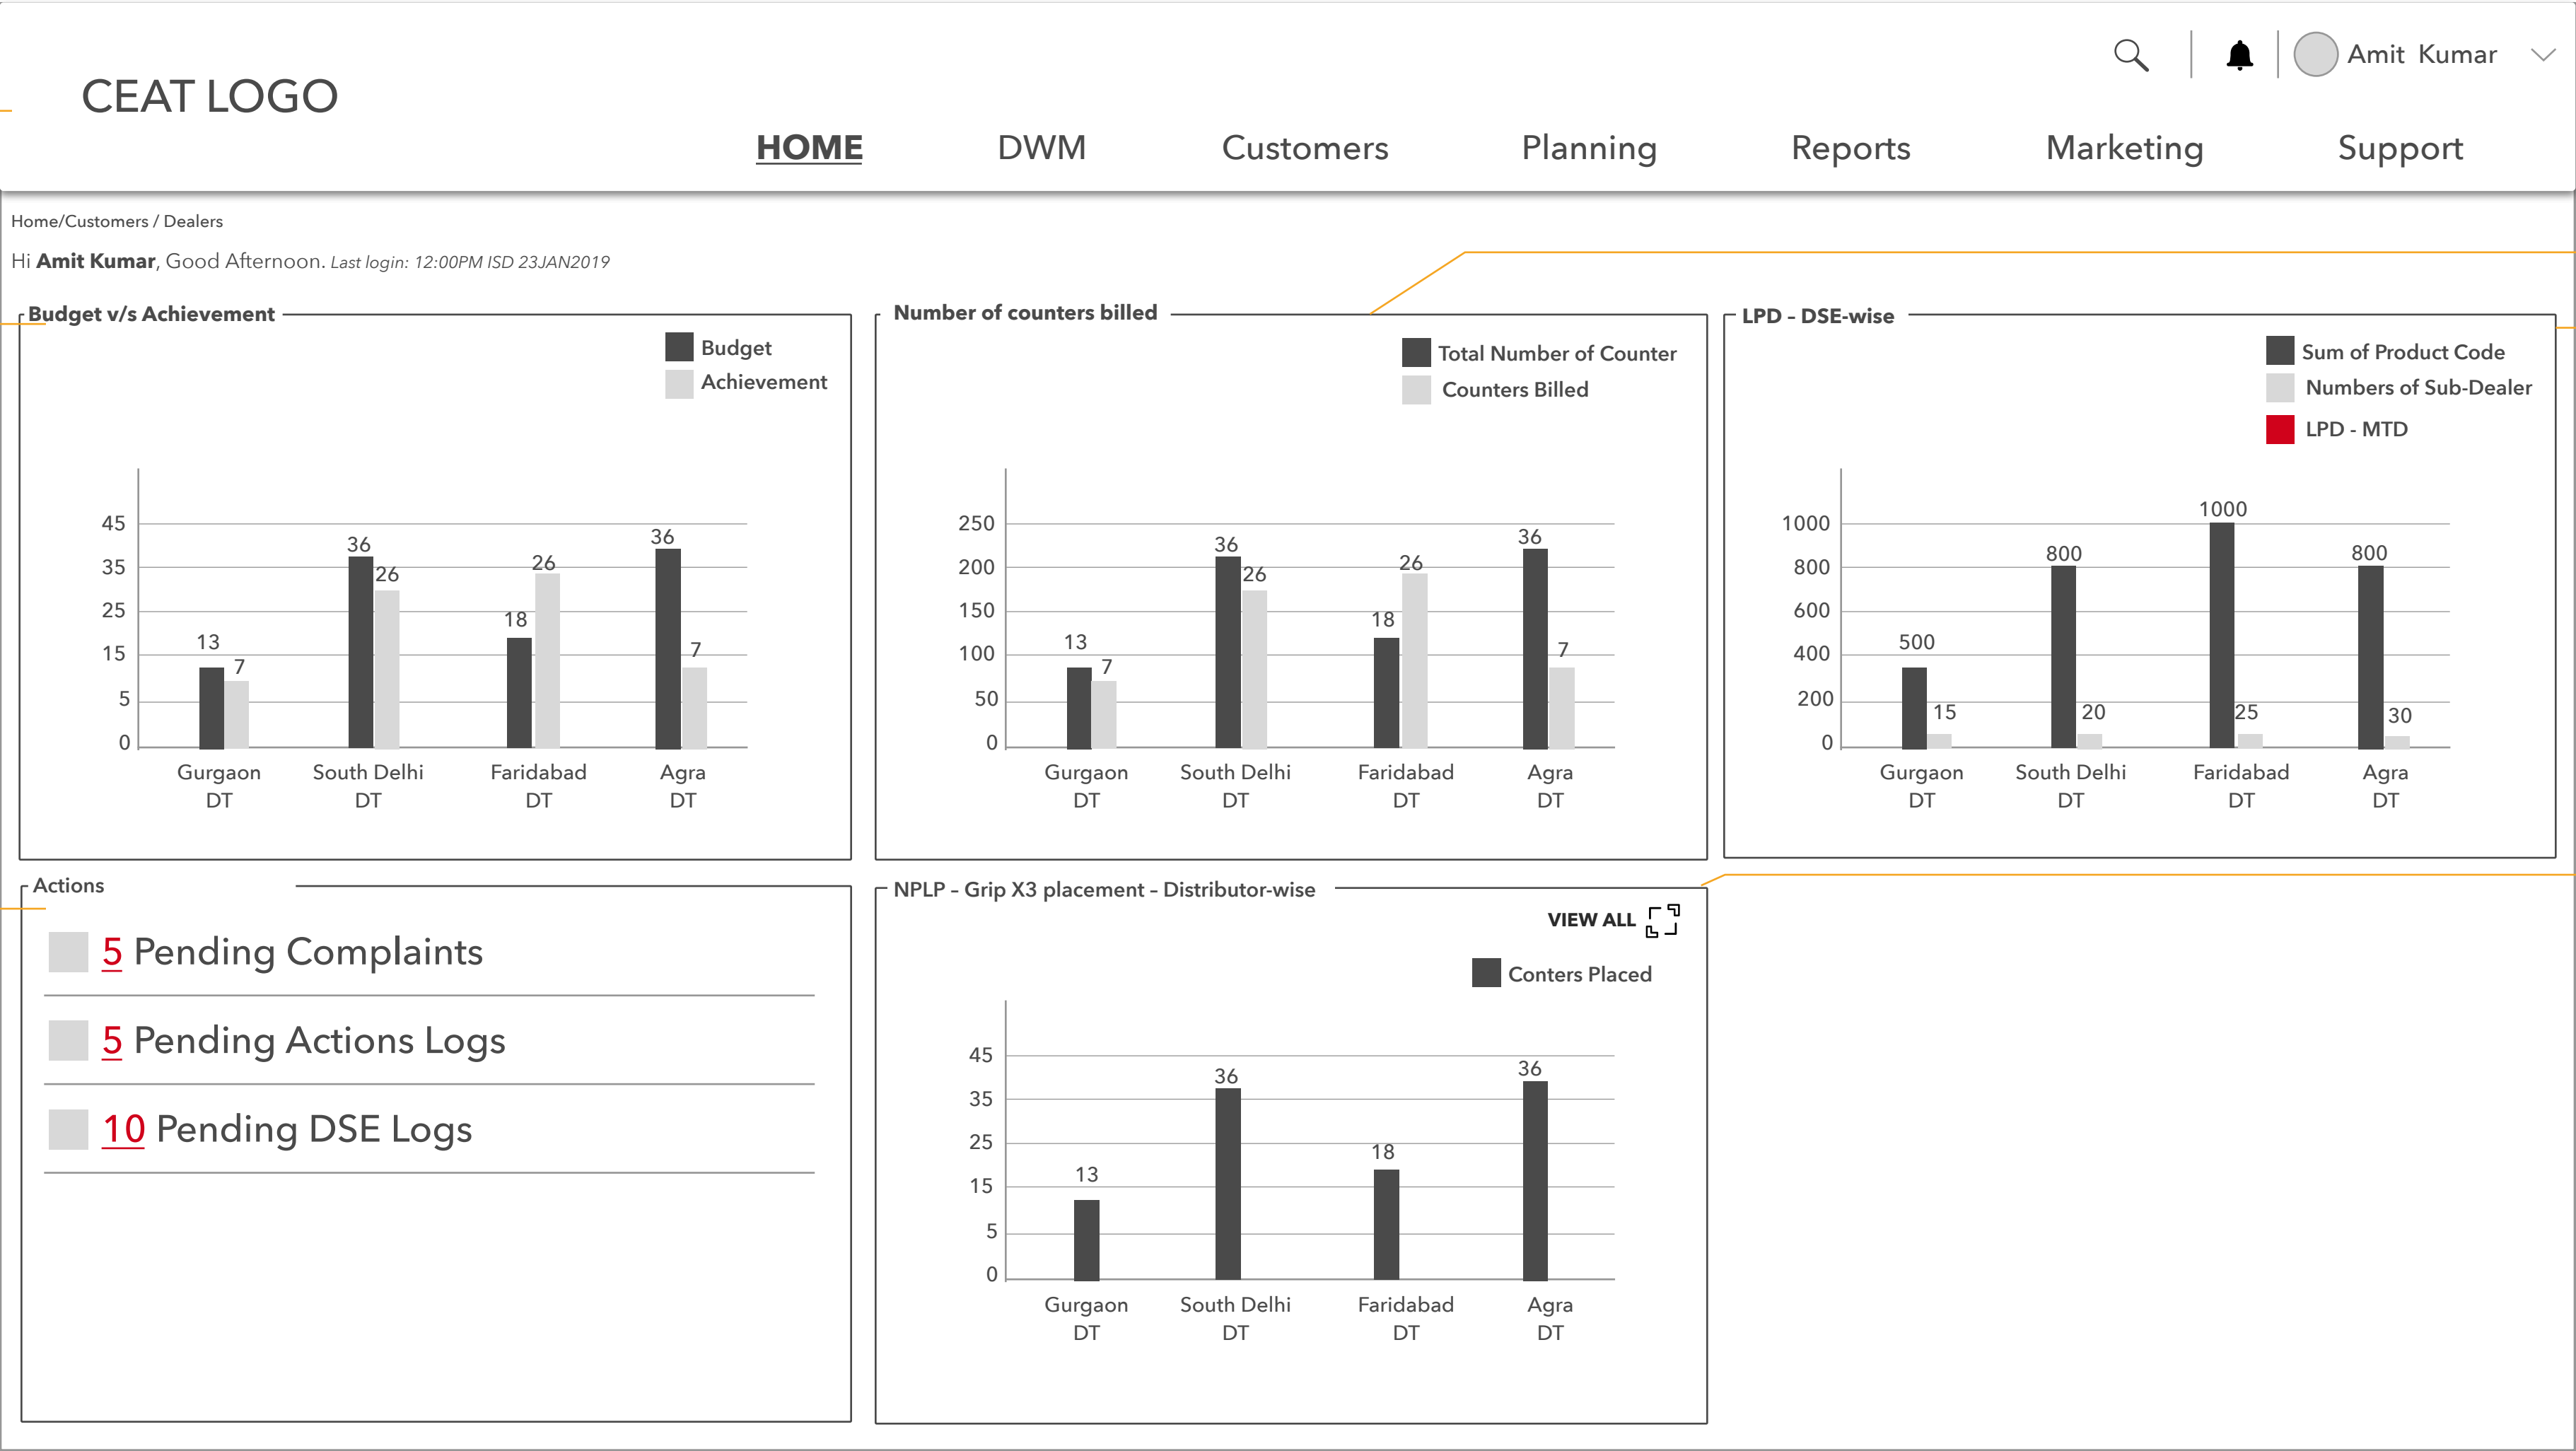 CEAT LOGO
Amit Kumar
HOME DWM Customers Planning Reports Marketing Support
Home/Customers / Dealers
Hi Amit Kumar, Good Afternoon. Last login: 12:00PM ISD 23JAN2019
Budget v/s Achievement
Budget
Achievement
45
35
25
15
5
0
13
7
36
26
18
26
36
7
Gurgaon
DT
South Delhi
DT
Faridabad
DT
Agra
DT
Number of counters billed
Total Number of Counter
Counters Billed
250
200
150
100
50
0
13
7
36
26
18
26
36
7
Gurgaon
DT
South Delhi
DT
Faridabad
DT
Agra
DT
LPD – DSE-wise
Sum of Product Code
Numbers of Sub-Dealer
LPD - MTD
1000
800
600
400
200
0
500
15
800
20
1000
25
800
30
Gurgaon
DT
South Delhi
DT
Faridabad
DT
Agra
DT
Actions
5 Pending Complaints
5 Pending Actions Logs
10 Pending DSE Logs
NPLP – Grip X3 placement – Distributor-wise
VIEW ALL
Conters Placed
45
35
25
15
5
0
13
36
18
36
Gurgaon
DT
South Delhi
DT
Faridabad
DT
Agra
DT